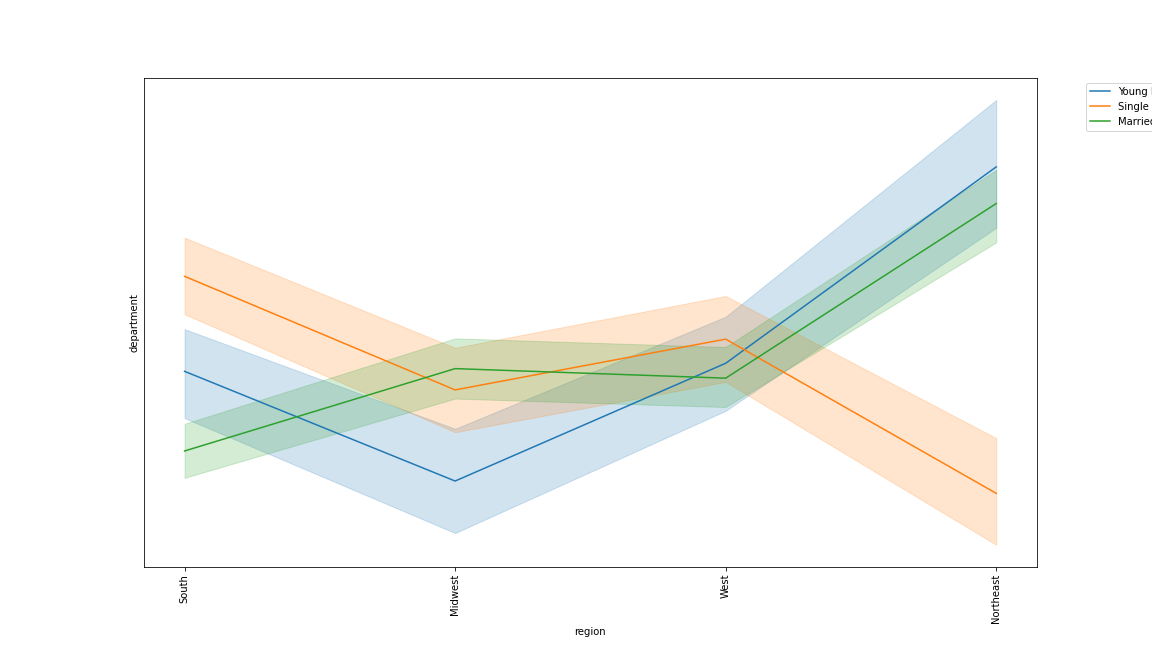 Young
Single
Married
department
South
Midwest
West
Northeast
region